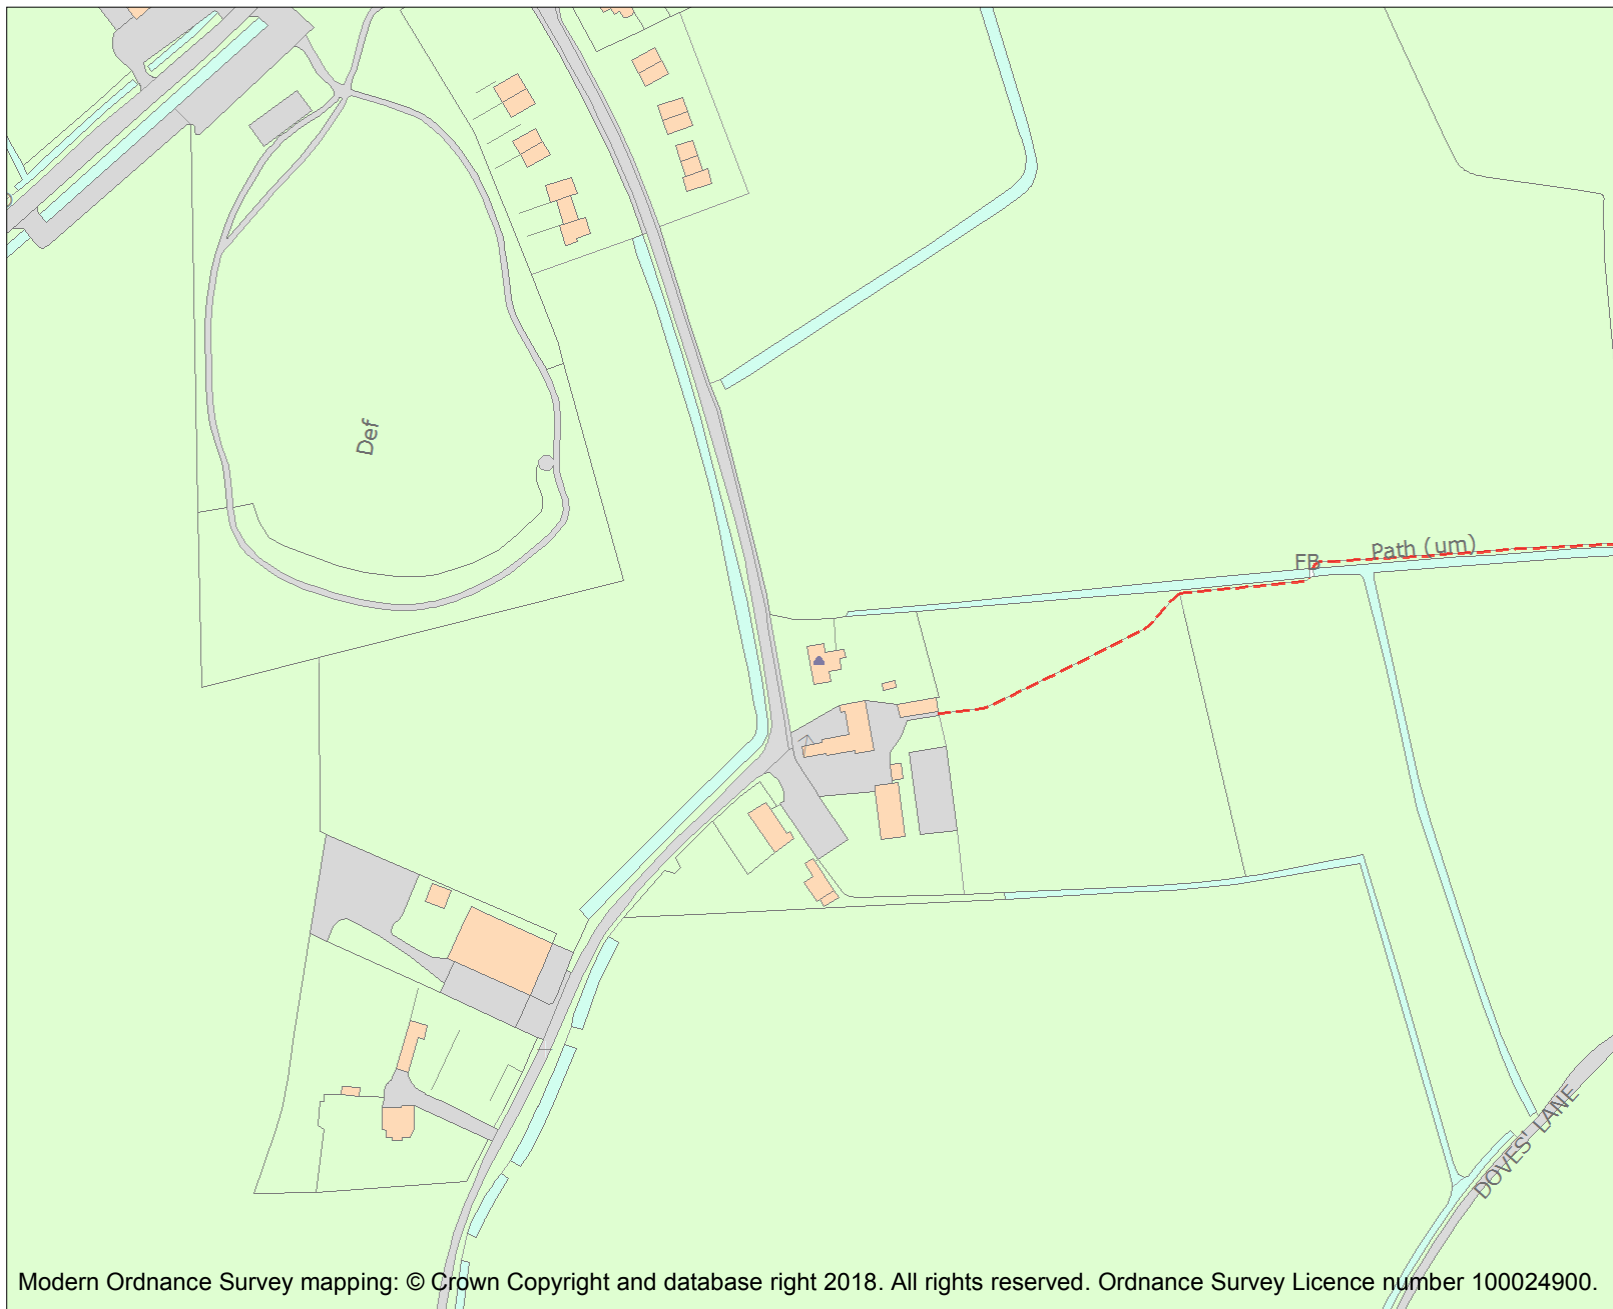 Def
FB
Path (um)
DOVES' LANE
Modern Ordnance Survey mapping: © Crown Copyright and database right 2018. All rights reserved. Ordnance Survey Licence number 100024900.